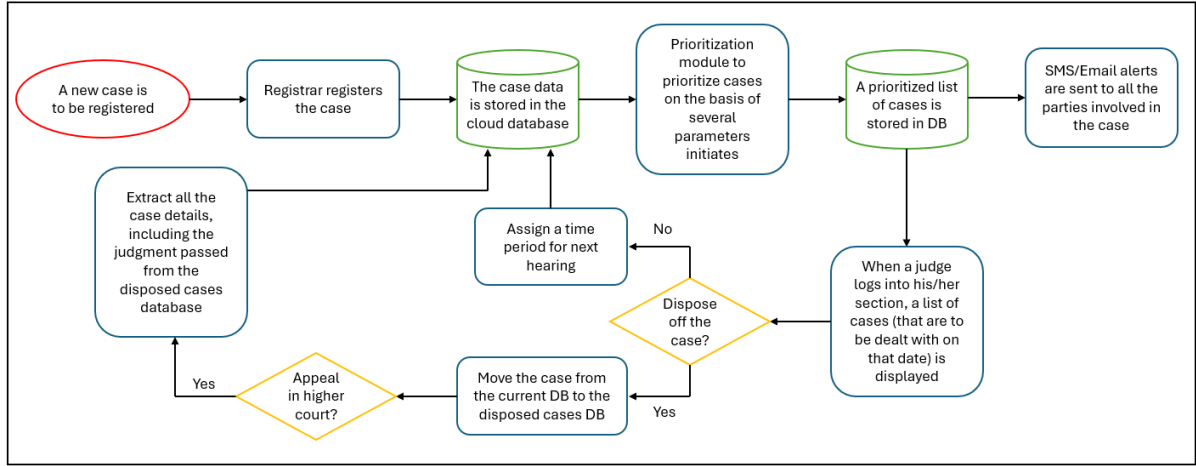 A new case is
to be registered
Registrar registers
the case
The case data
is stored in the
cloud database
Prioritization
module to
prioritize cases
on the basis of
several
parameters
initiates
A prioritized list
of cases is
stored in DB
SMS/Email alerts
are sent to all the
parties involved in
the case
Extract all the
case details,
including the
judgment passed
from the
disposed cases
database
Assign a time
period for next
hearing
No
Dispose
off the
case?
When a judge
logs into his/her
section, a list of
cases (that are to
be dealt with on
that date) is
displayed
Yes
Appeal
in higher
court?
Move the case from
the current DB to the
disposed cases DB
Yes